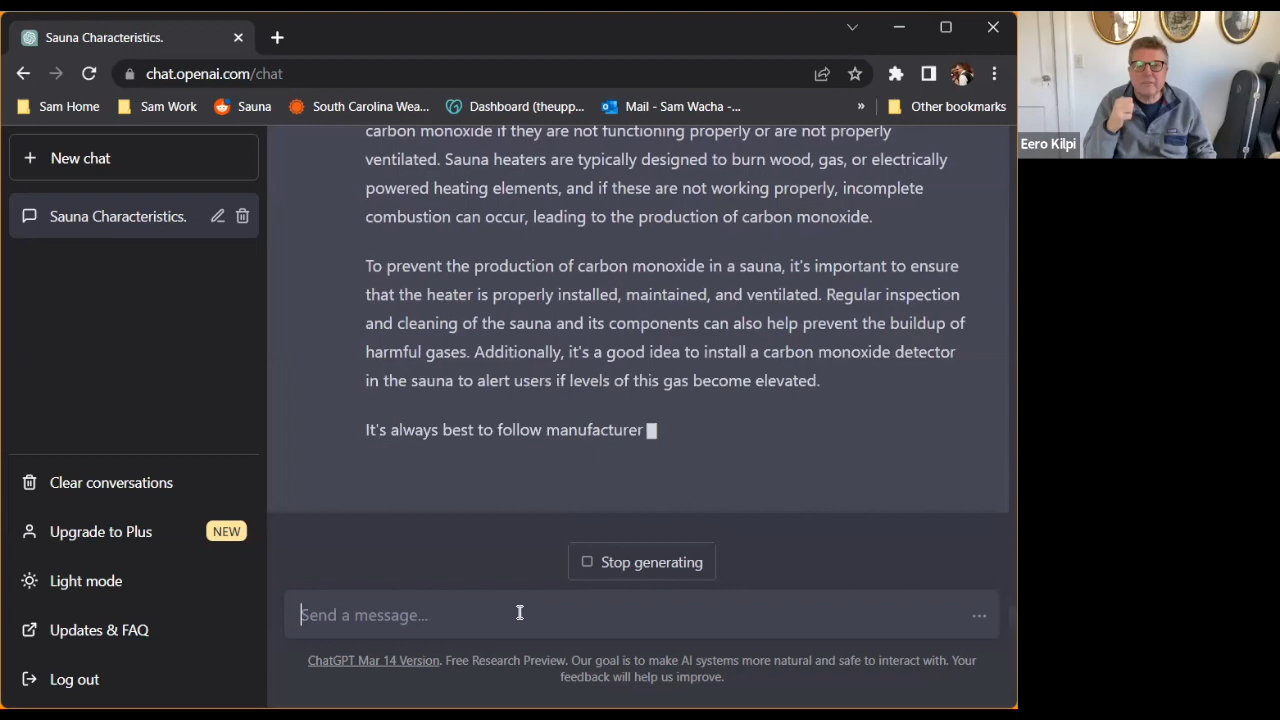 Sauna Characteristics.
chat.openai.com/chat
Sam Home
Sam Work
Sauna
South Carolina Wea...
Dashboard (theupp...
Mail - Sam Wacha -...
»
Other bookmarks
Eero Kilpi
New chat
Sauna Characteristics.
carbon monoxide if they are not functioning properly or are not properly
ventilated. Sauna heaters are typically designed to burn wood, gas, or electrically
powered heating elements, and if these are not working properly, incomplete
combustion can occur, leading to the production of carbon monoxide.
To prevent the production of carbon monoxide in a sauna, it's important to ensure
that the heater is properly installed, maintained, and ventilated. Regular inspection
and cleaning of the sauna and its components can also help prevent the buildup of
harmful gases. Additionally, it's a good idea to install a carbon monoxide detector
in the sauna to alert users if levels of this gas become elevated.
It's always best to follow manufacturer
Clear conversations
Upgrade to Plus NEW
Light mode
Updates & FAQ
Log out
Stop generating
Send a message...
ChatGPT Mar 14 Version. Free Research Preview. Our goal is to make AI systems more natural and safe to interact with. Your
feedback will help us improve.